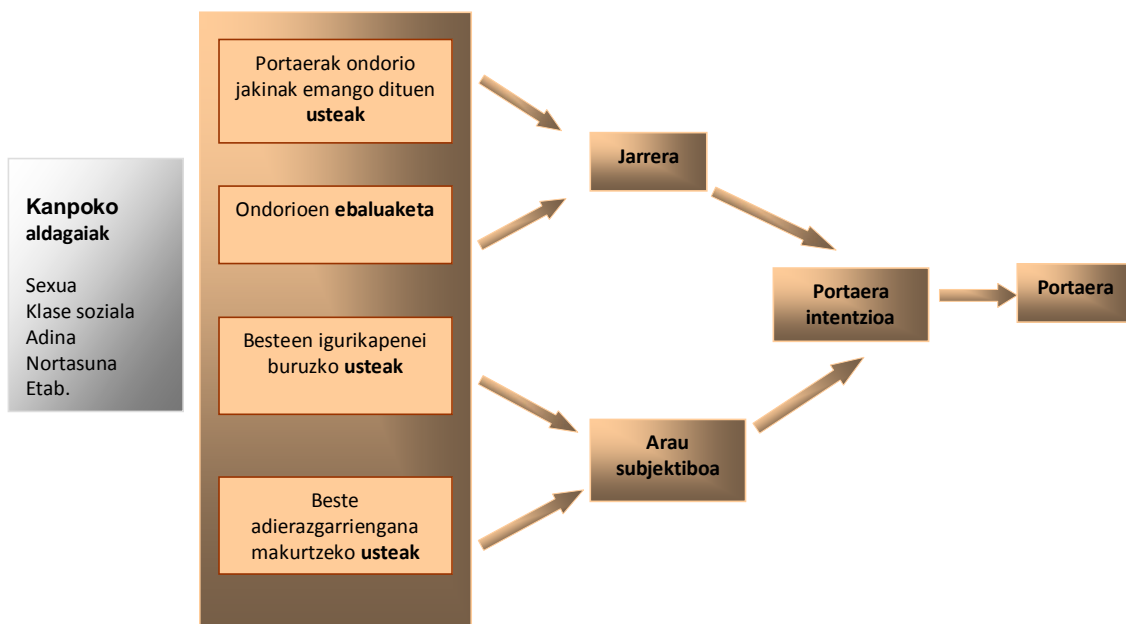 Kanpoko
aldagaiak
Sexua
Klase soziala
Adina
Nortasuna
Etab.
Portaerak ondorio
jakinak emango dituen
usteak
Ondorioen ebaluaketa
Besteen igurikapenei
buruzko usteak
Beste
adierazgarriengana
makurtzeko usteak
Jarrera
Arau
subjektiboa
Portaera
intentzioa
Portaera